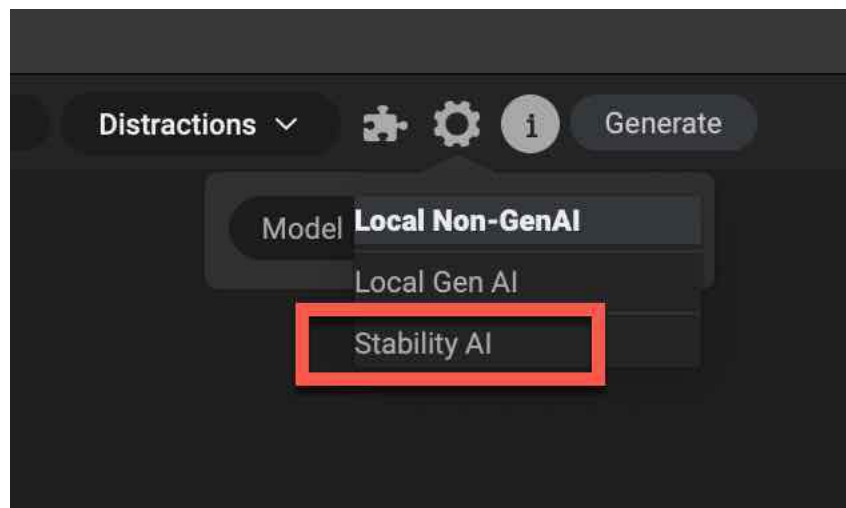 Distractions
i
Generate
Model
Local Non-GenAI
Local Gen AI
Stability AI